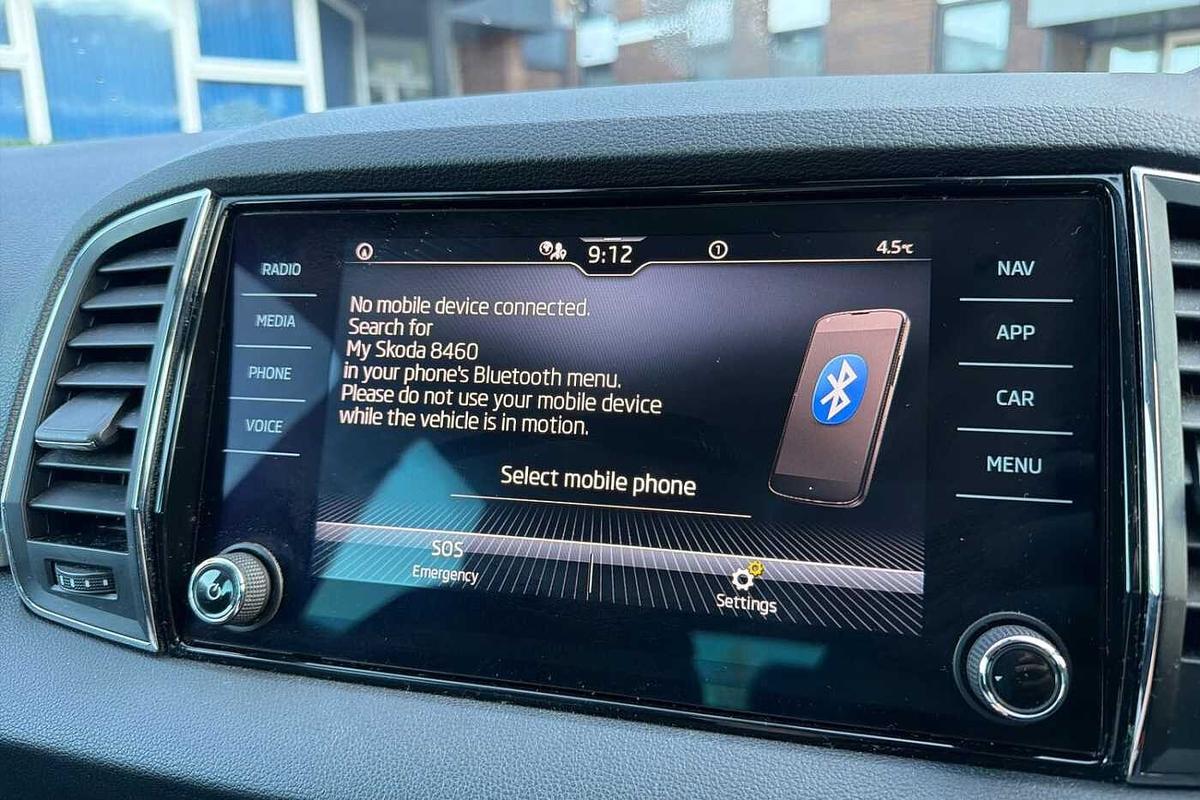 9:12
1
4.5℃
RADIO
MEDIA
PHONE
VOICE
No mobile device connected.
Search for
My Skoda 8460
in your phone's Bluetooth menu.
Please do not use your mobile device
while the vehicle is in motion.
Select mobile phone
SOS
Emergency
Settings
NAV
APP
CAR
MENU